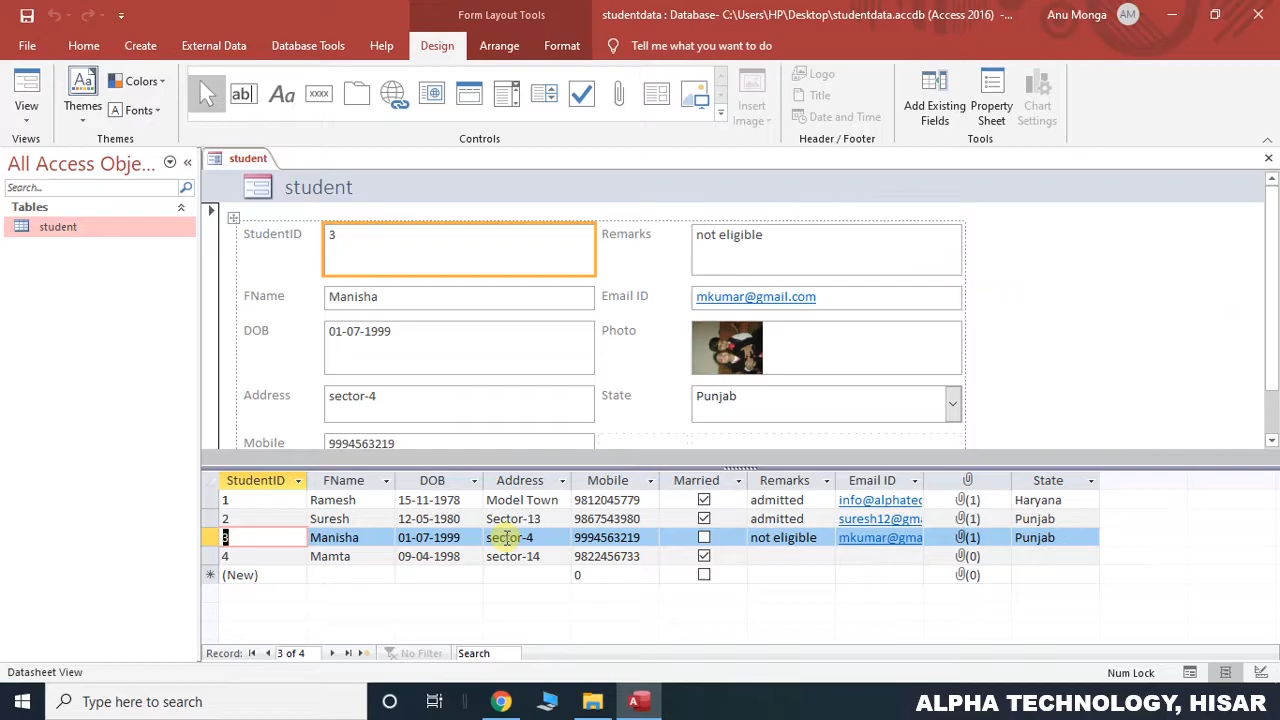 Form Layout Tools
studentdata : Database- C:\Users\HP\Desktop\studentdata.accdb (Access 2016) -...
Anu Monga
AM
File
Home
Create
External Data
Database Tools
Help
Design
Arrange
Format
Tell me what you want to do
View
Views
Aa
Themes
Colors
Fonts
Themes
ab
Aa
xxxx
Controls
Insert
Image
Logo
Title
Date and Time
Header / Footer
Add Existing
Fields
Property
Sheet
Chart
Settings
Tools
All Access Obje...
Search...
Tables
student
student
student
StudentID 3 Remarks not eligible
FName Manisha Email ID mkumar@gmail.com
DOB 01-07-1999 Photo
Address sector-4 State Punjab
Mobile 9994563219
StudentID FName DOB Address Mobile Married Remarks Email ID State
1 Ramesh 15-11-1978 Model Town 9812045779 admitted info@alphatec (1) Haryana
2 Suresh 12-05-1980 Sector-13 9867543980 admitted suresh12@gma (1) Punjab
3 Manisha 01-07-1999 sector-4 9994563219 not eligible mkumar@gma (1) Punjab
4 Mamta 09-04-1998 sector-14 9822456733 (0)
* (New) 0 (0)
Record: 3 of 4 No Filter Search
Datasheet View
Num Lock
Type here to search
ALPHA TECHNOLOGY, HISAR